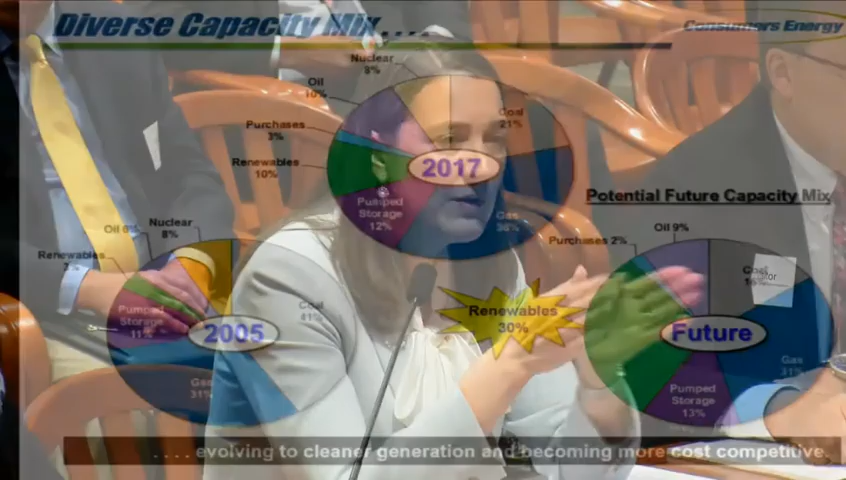 Diverse Capacity Mix....
Consumers Energy
Nuclear
8%
Oil
10%
Purchases
3%
Renewables
10%
Pumped
Storage
12%
Coal
21%
Gas
36%
2017
Potential Future Capacity Mix
Oil 6%
Nuclear
8%
Renewables
3%
Pumped
Storage
11%
Coal
41%
Gas
31%
2005
Renewables
30%
Purchases 2%
Oil 9%
Coal
Gas
31%
Pumped
Storage
13%
Future
. . . . evolving to cleaner generation and becoming more cost competitive.